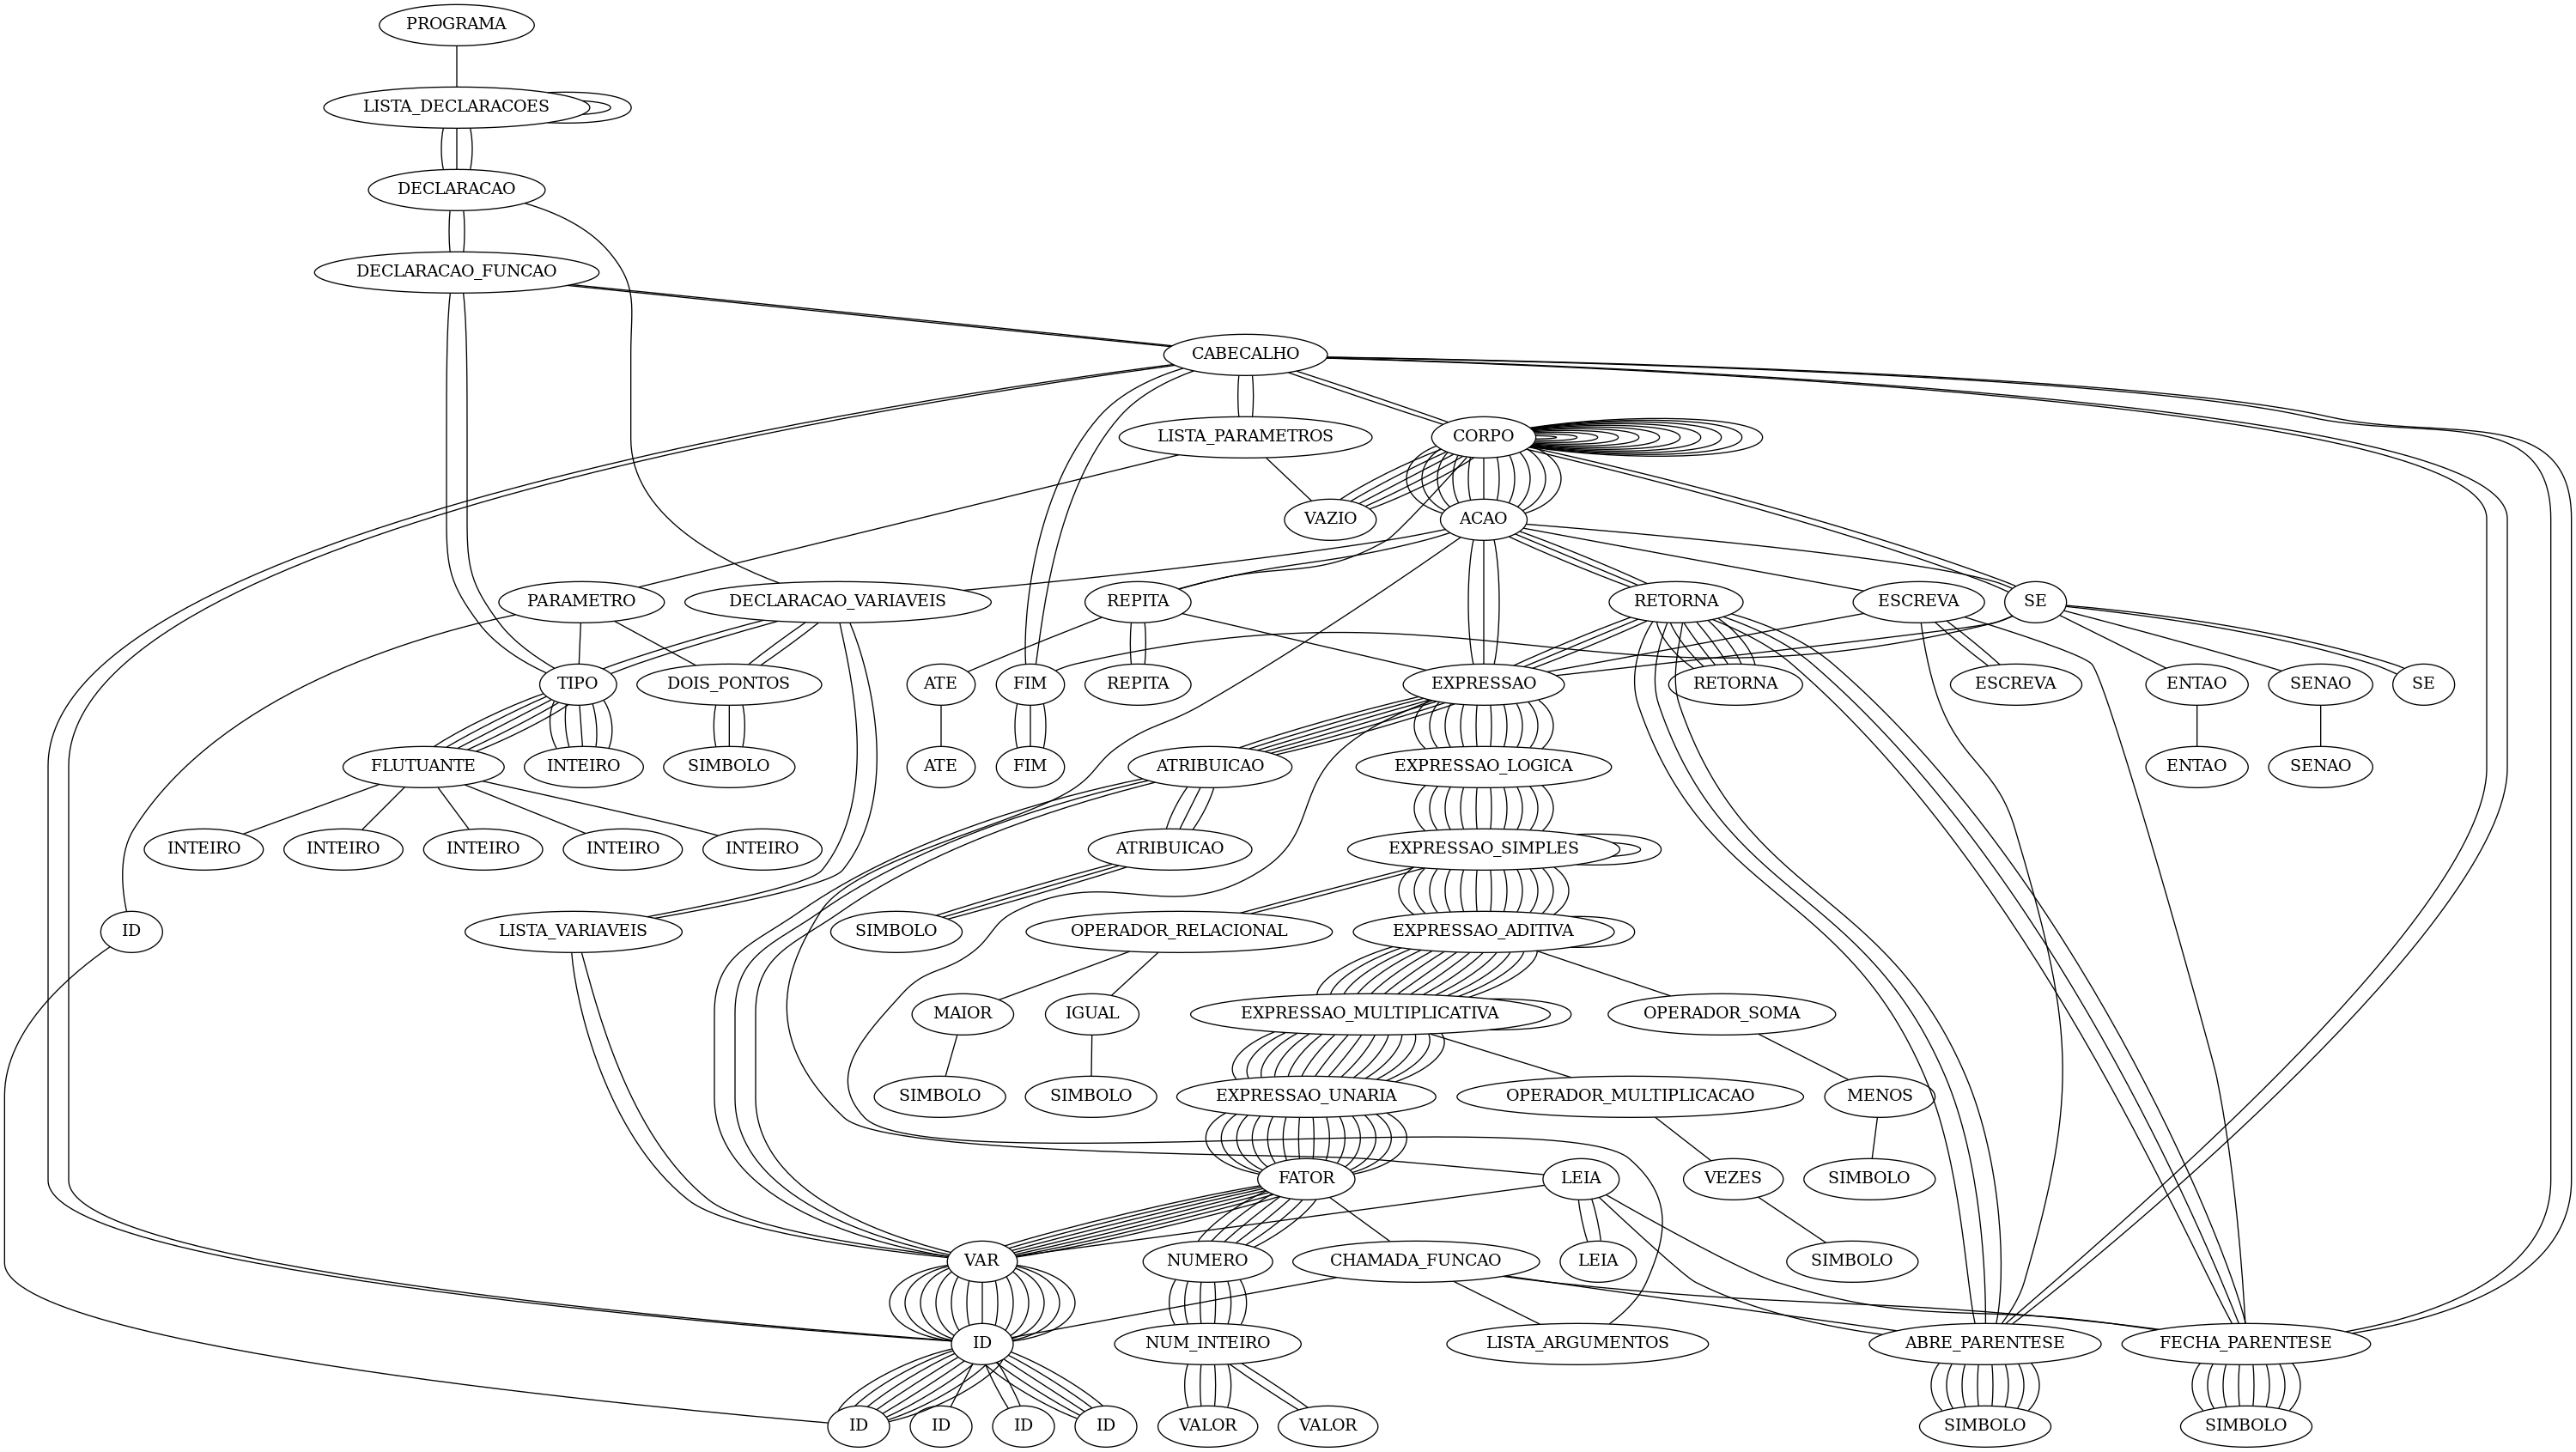 PROGRAMA
LISTA_DECLARACOES
DECLARACAO
DECLARACAO_FUNCAO
CABECALHO
LISTA_PARAMETROS
CORPO
VAZIO
ACAO
PARAMETRO
DECLARACAO_VARIAVEIS
REPITA
RETORNA
ESCREVA
SE
TIPO
DOIS_PONTOS
ATE
FIM
REPITA
EXPRESSAO
RETORNA
ESCREVA
ENTAO
SENAO
SE
FLUTUANTE
INTEIRO
SIMBOLO
ATE
FIM
ATRIBUICAO
EXPRESSAO_LOGICA
ENTAO
SENAO
INTEIRO
INTEIRO
INTEIRO
INTEIRO
INTEIRO
ATRIBUICAO
EXPRESSAO_SIMPLES
ID
LISTA_VARIAVEIS
SIMBOLO
OPERADOR_RELACIONAL
EXPRESSAO_ADITIVA
MAIOR
IGUAL
EXPRESSAO_MULTIPLICATIVA
OPERADOR_SOMA
SIMBOLO
SIMBOLO
EXPRESSAO_UNARIA
OPERADOR_MULTIPLICACAO
MENOS
FATOR
LEIA
VEZES
SIMBOLO
VAR
NUMERO
CHAMADA_FUNCAO
LEIA
SIMBOLO
ID
NUM_INTEIRO
LISTA_ARGUMENTOS
ABRE_PARENTESE
FECHA_PARENTESE
ID
ID
ID
ID
VALOR
VALOR
SIMBOLO
SIMBOLO